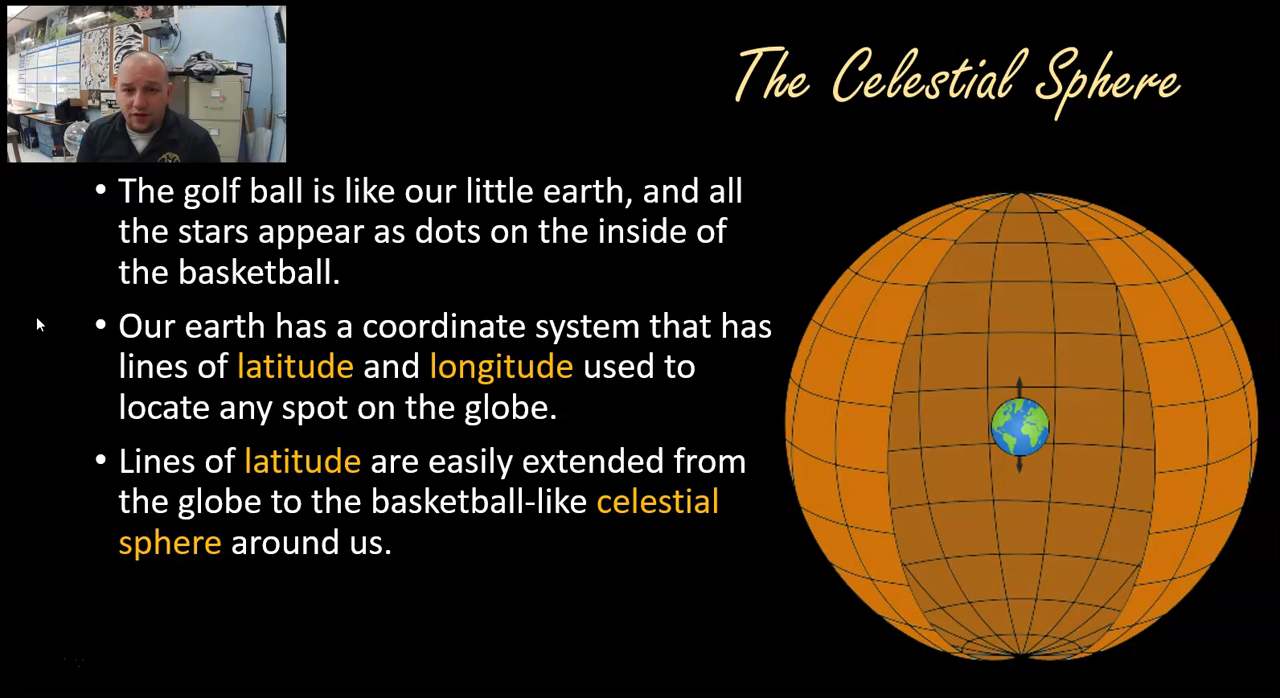 The Celestial Sphere
• The golf ball is like our little earth, and all
the stars appear as dots on the inside of
the basketball.
• Our earth has a coordinate system that has
lines of latitude and longitude used to
locate any spot on the globe.
• Lines of latitude are easily extended from
the globe to the basketball-like celestial
sphere around us.